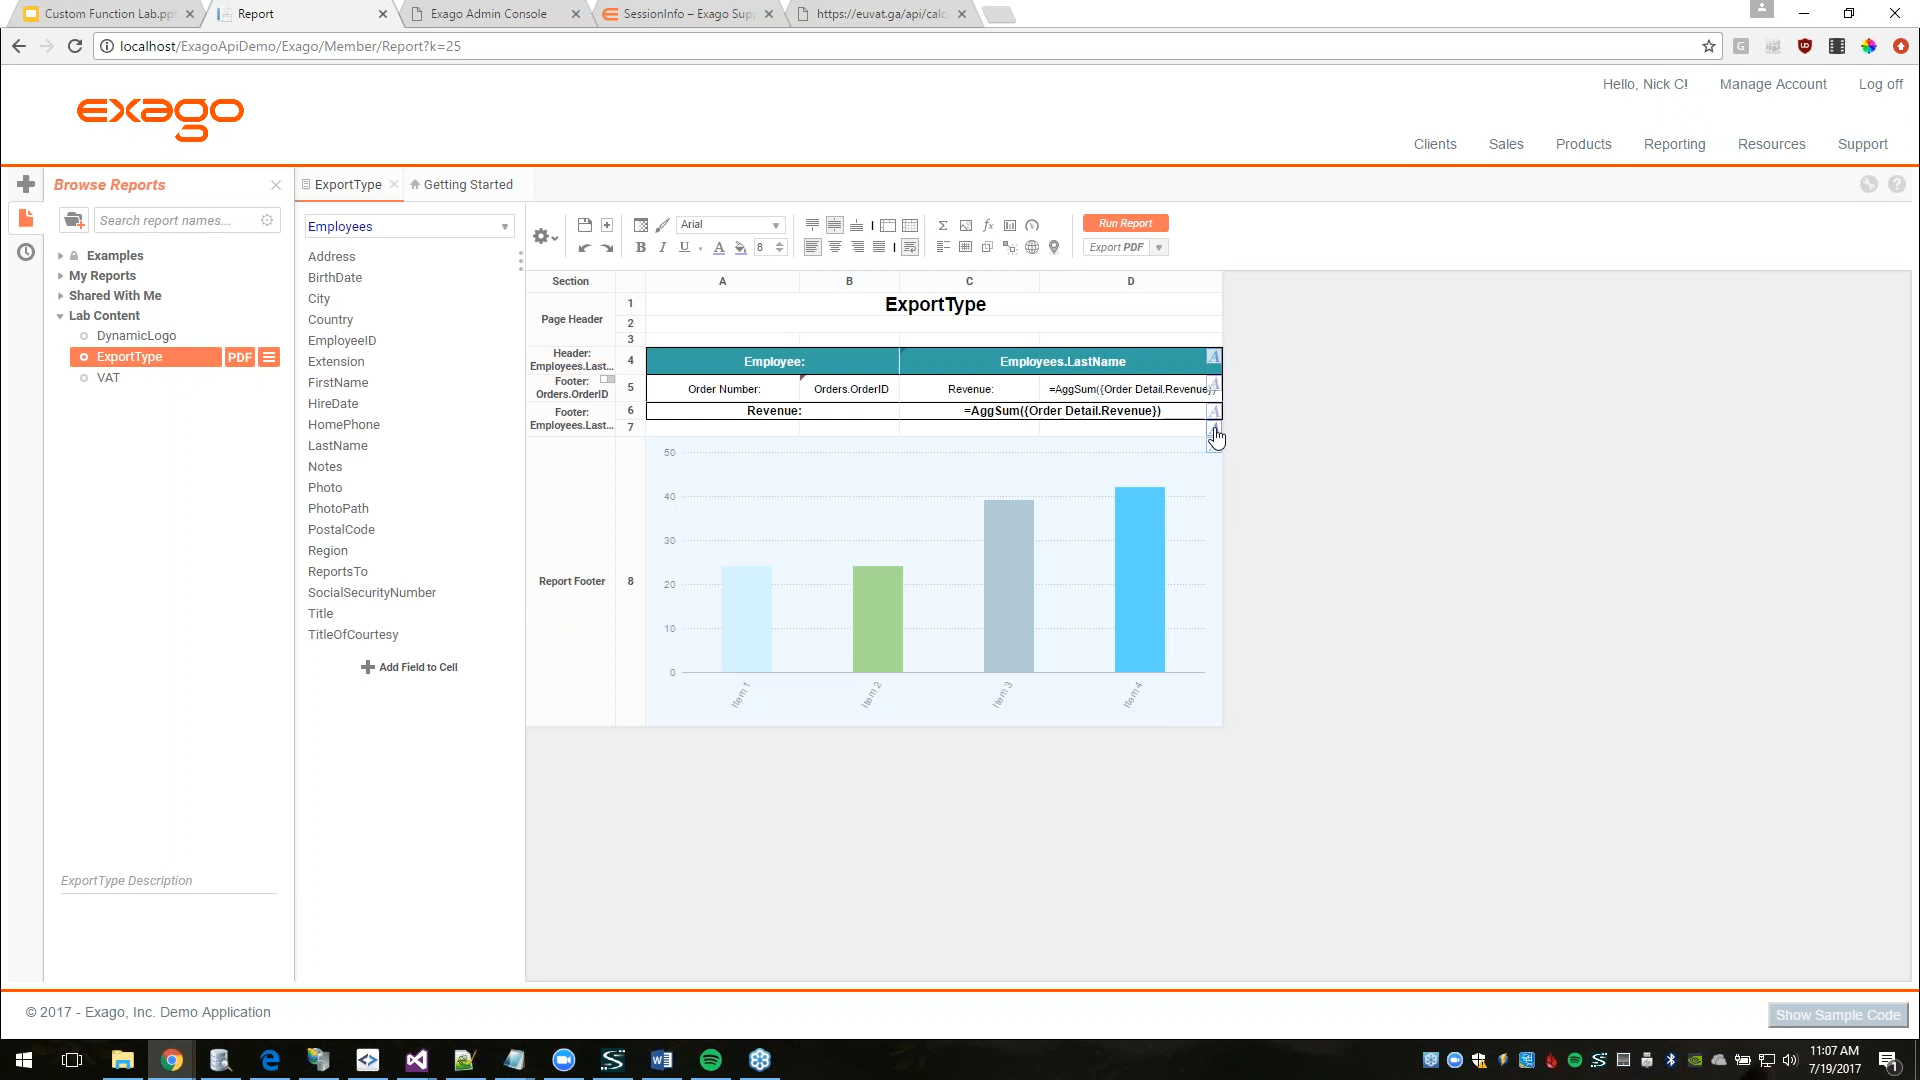 Custom Function Lab.ppt
Report
Exago Admin Console
SessionInfo – Exago Sup
https://euvat.ga/api/calc
localhost/ExagoApiDemo/Exago/Member/Report?k=25
exago
Hello, Nick C!
Manage Account
Log off
Clients
Sales
Products
Reporting
Resources
Support
Browse Reports
Search report names...
Examples
My Reports
Shared With Me
Lab Content
DynamicLogo
ExportType
PDF
VAT
ExportType Description
ExportType
Getting Started
Employees
Address
BirthDate
City
Country
EmployeeID
Extension
FirstName
HireDate
HomePhone
LastName
Notes
Photo
PhotoPath
PostalCode
Region
ReportsTo
SocialSecurityNumber
Title
TitleOfCourtesy
Add Field to Cell
Arial
B I U A 8
Run Report
Export PDF
Section
A B C D
Page Header
1
2
3
ExportType
Header:
Employees.Last...
4
Employee:
Employees.LastName
Footer:
Orders.OrderID
5
Order Number:
Orders.OrderID
Revenue:
=AggSum({Order Detail.Revenue})
Footer:
Employees.Last...
6
7
Revenue:
=AggSum({Order Detail.Revenue})
Report Footer
8
50
40
30
20
10
0
Item 1
Item 2
Item 3
Item 4
© 2017 - Exago, Inc. Demo Application
Show Sample Code
11:07 AM
7/19/2017